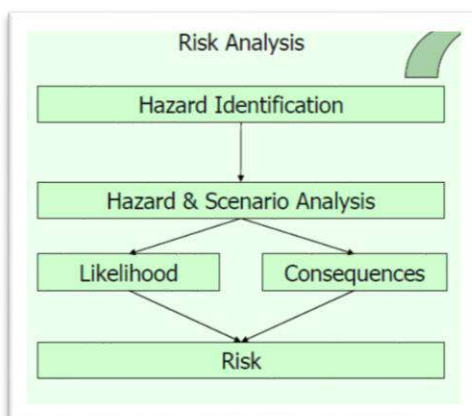 Risk Analysis
Hazard Identification
Hazard & Scenario Analysis
Likelihood
Consequences
Risk